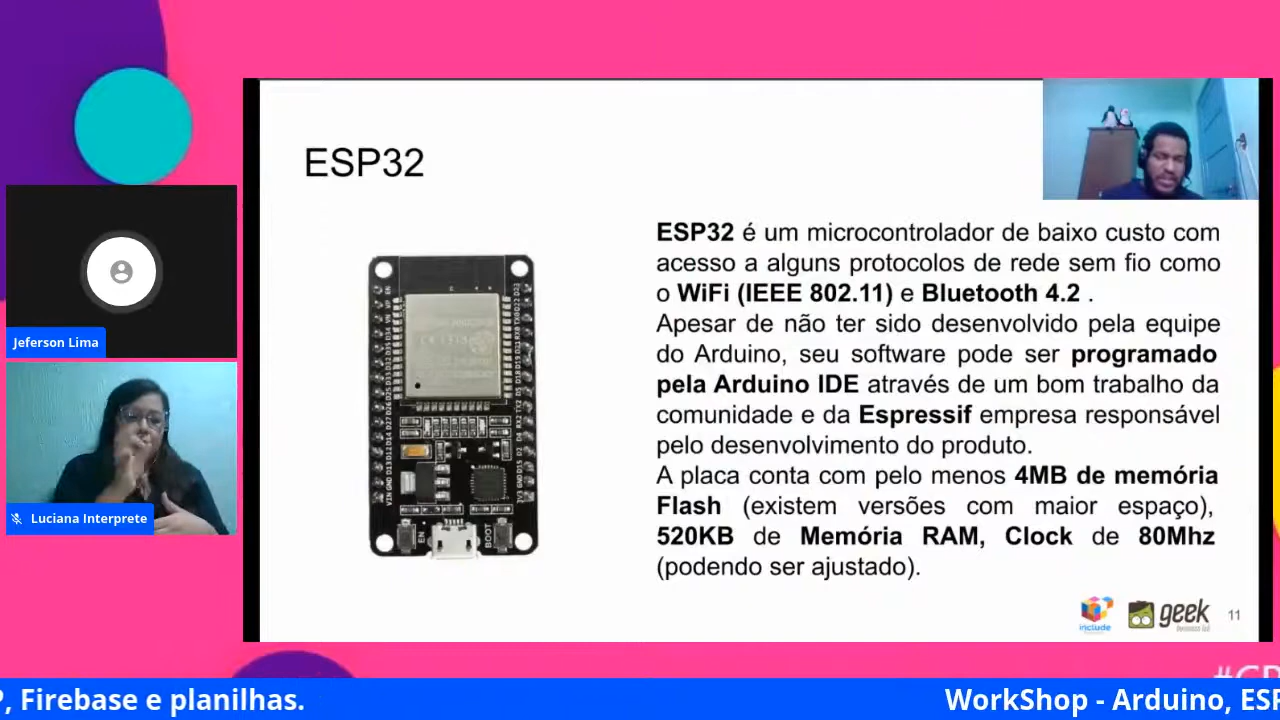 ESP32
ESP32 é um microcontrolador de baixo custo com
acesso a alguns protocolos de rede sem fio como
o WiFi (IEEE 802.11) e Bluetooth 4.2 .
Apesar de não ter sido desenvolvido pela equipe
do Arduino, seu software pode ser programado
pela Arduino IDE através de um bom trabalho da
comunidade e da Espressif empresa responsável
pelo desenvolvimento do produto.
A placa conta com pelo menos 4MB de memória
Flash (existem versões com maior espaço),
520KB de Memória RAM, Clock de 80Mhz
(podendo ser ajustado).
EN
BOOT
include
geek
11
Jeferson Lima
Luciana Interprete
P, Firebase e planilhas.
WorkShop - Arduino, ESP